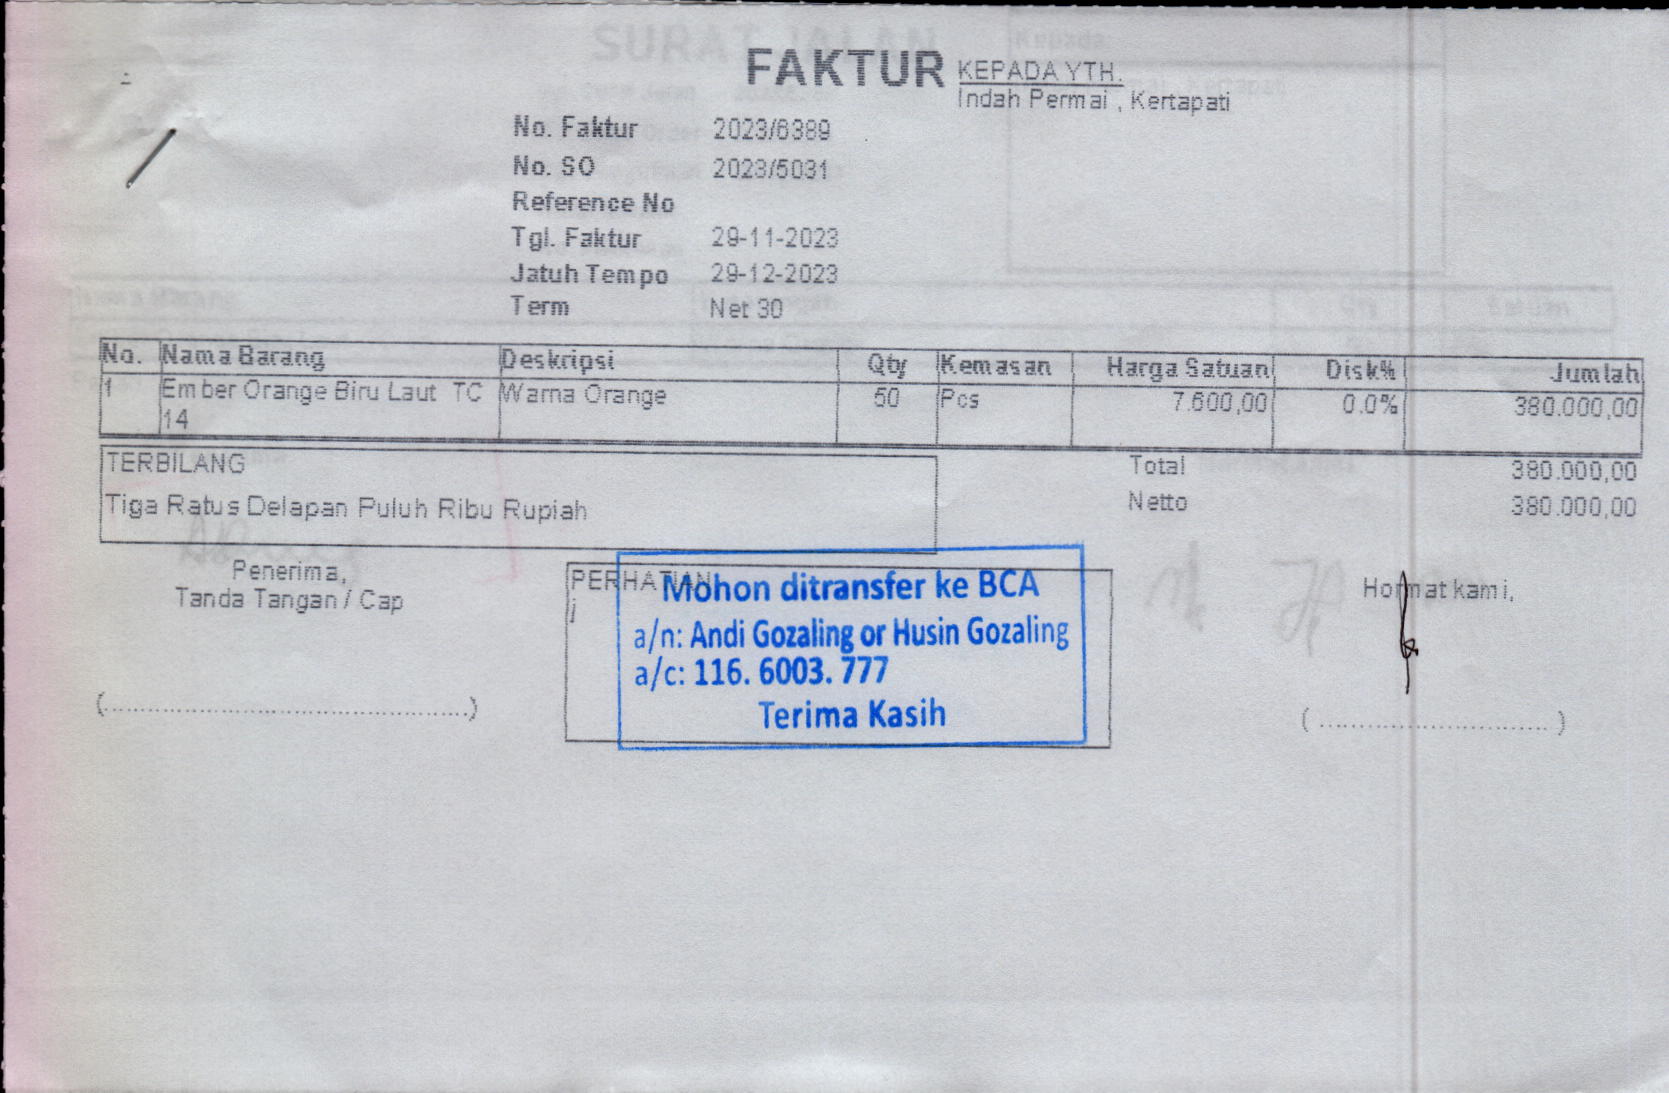 FAKTUR
KEPADA YTH.
Indah Permai , Kertapati
No. Faktur 2023/6389
No. SO 2023/5031
Reference No
Tgl. Faktur 29-11-2023
Jatuh Tempo 29-12-2023
Term Net 30
No. Nama Barang Deskripsi Qty Kemasan Harga Satuan Disk% Jumlah
1 Ember Orange Biru Laut TC Warna Orange 50 Pcs 7.600,00 0.0% 380.000,00
14
TERBILANG
Tiga Ratus Delapan Puluh Ribu Rupiah
Total 380.000,00
Netto 380.000,00
Penerima,
Tanda Tangan / Cap
(...............................................)
PERHATIAN
Mohon ditransfer ke BCA
a/n: Andi Gozaling or Husin Gozaling
a/c: 116. 6003. 777
Terima Kasih
Hormat kami,
( ............................. )
SURAT JALAN
Kepada